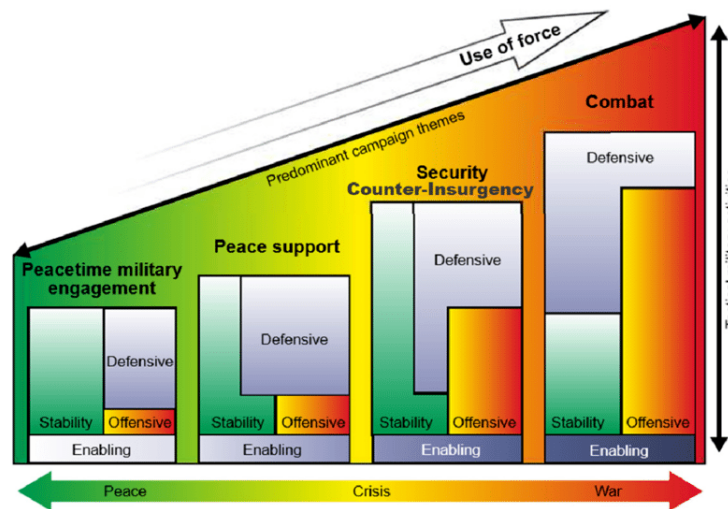 Use of force
Predominant campaign themes
Combat
Security
Counter-Insurgency
Peace support
Peacetime military
engagement
Defensive
Stability
Offensive
Enabling
Defensive
Stability
Offensive
Enabling
Defensive
Stability
Offensive
Enabling
Defensive
Stability
Offensive
Enabling
Peace
Crisis
War